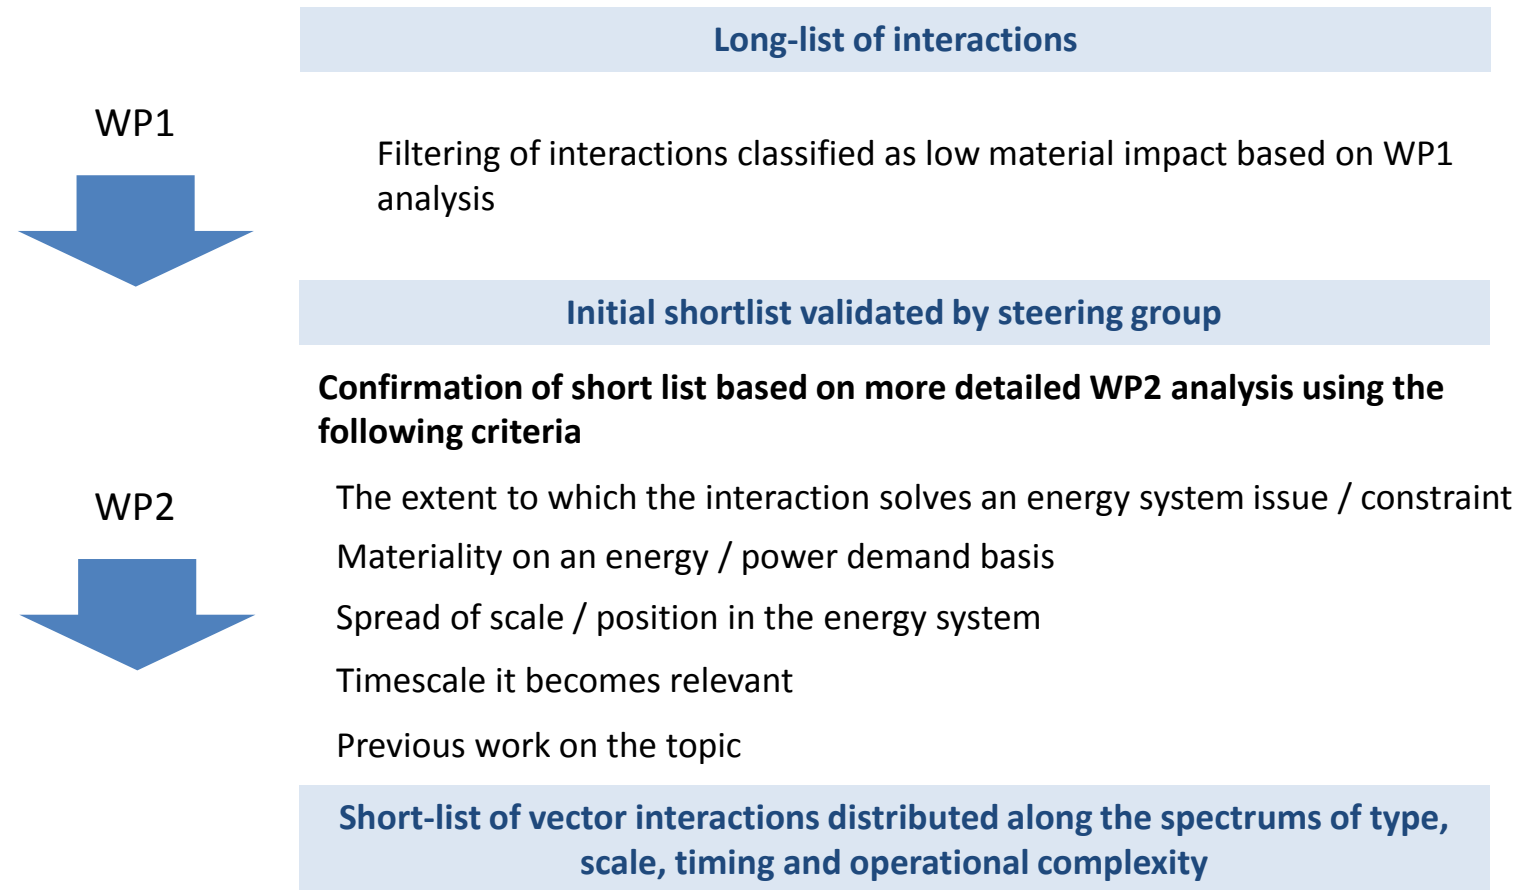 Long-list of interactions
WP1
Filtering of interactions classified as low material impact based on WP1
analysis
Initial shortlist validated by steering group
Confirmation of short list based on more detailed WP2 analysis using the
following criteria
WP2
The extent to which the interaction solves an energy system issue / constraint
Materiality on an energy / power demand basis
Spread of scale / position in the energy system
Timescale it becomes relevant
Previous work on the topic
Short-list of vector interactions distributed along the spectrums of type,
scale, timing and operational complexity